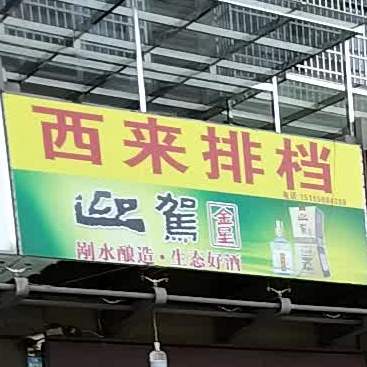 西来排档
迎驾 金星
剐水酿造·生态好酒